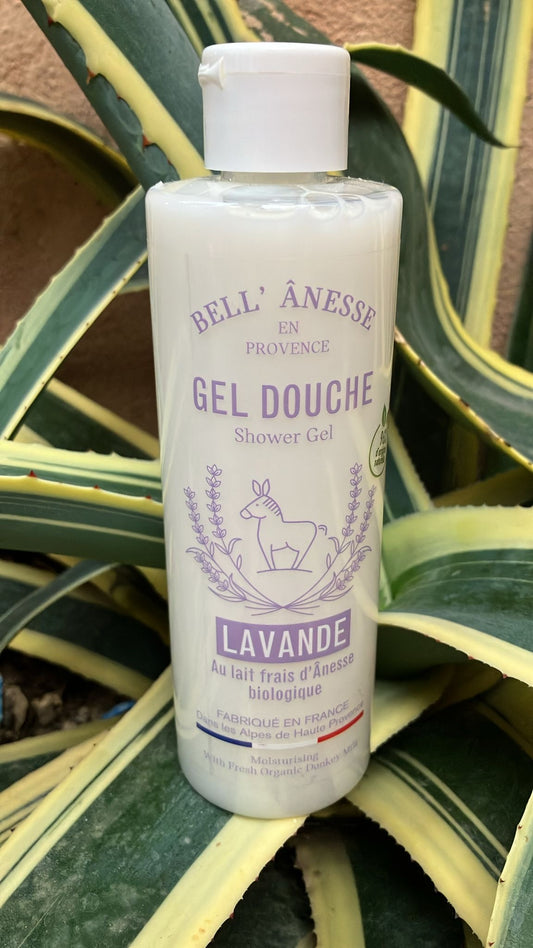 BELL' ÂNESSE
EN
PROVENCE
GEL DOUCHE
Shower Gel
LAVANDE
Au lait frais d'Ânesse
biologique
FABRIQUÉ EN FRANCE
Dans les Alpes de Haute Provence
Moisturising
With Fresh Organic Donkey Milk